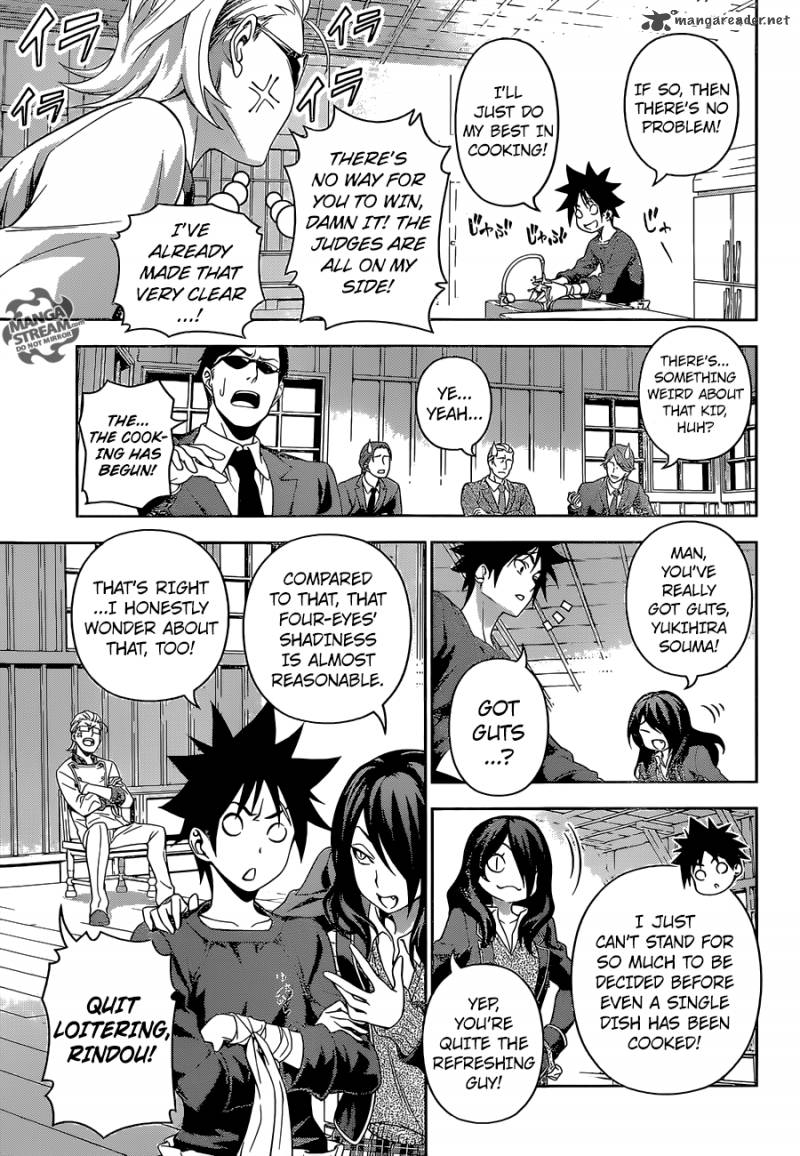 mangareader.net
IF SO, THEN
THERE'S NO
PROBLEM!
I'LL
JUST DO
MY BEST IN
COOKING!
じゃぶ
じゃぶ
じ
イラ
イラ
THERE'S
NO WAY FOR
YOU TO WIN,
DAMN IT! THE
JUDGES ARE
ALL ON MY
SIDE!
I'VE
ALREADY
MADE THAT
VERY CLEAR
...!
MANGA
STREAM.com
DO NOT MIRROR
THERE'S...
SOMETHING
WEIRD ABOUT
THAT KID,
HUH?
YE...
YEAH...
THE...
THE COOK-
ING HAS
BEGUN!
MAN,
YOU'VE
REALLY
GOT GUTS,
YUKIHIRA
SOUMA!
GOT
GUTS
...?
I JUST
CAN'T STAND FOR
SO MUCH TO BE
DECIDED BEFORE
EVEN A SINGLE
DISH HAS BEEN
COOKED!
YEP,
YOU'RE
QUITE THE
REFRESHING
GUY!
COMPARED
TO THAT, THAT
FOUR-EYES'
SHADINESS
IS ALMOST
REASONABLE.
THAT'S RIGHT
...I HONESTLY
WONDER ABOUT
THAT, TOO!
QUIT
LOITERING,
RINDOU!